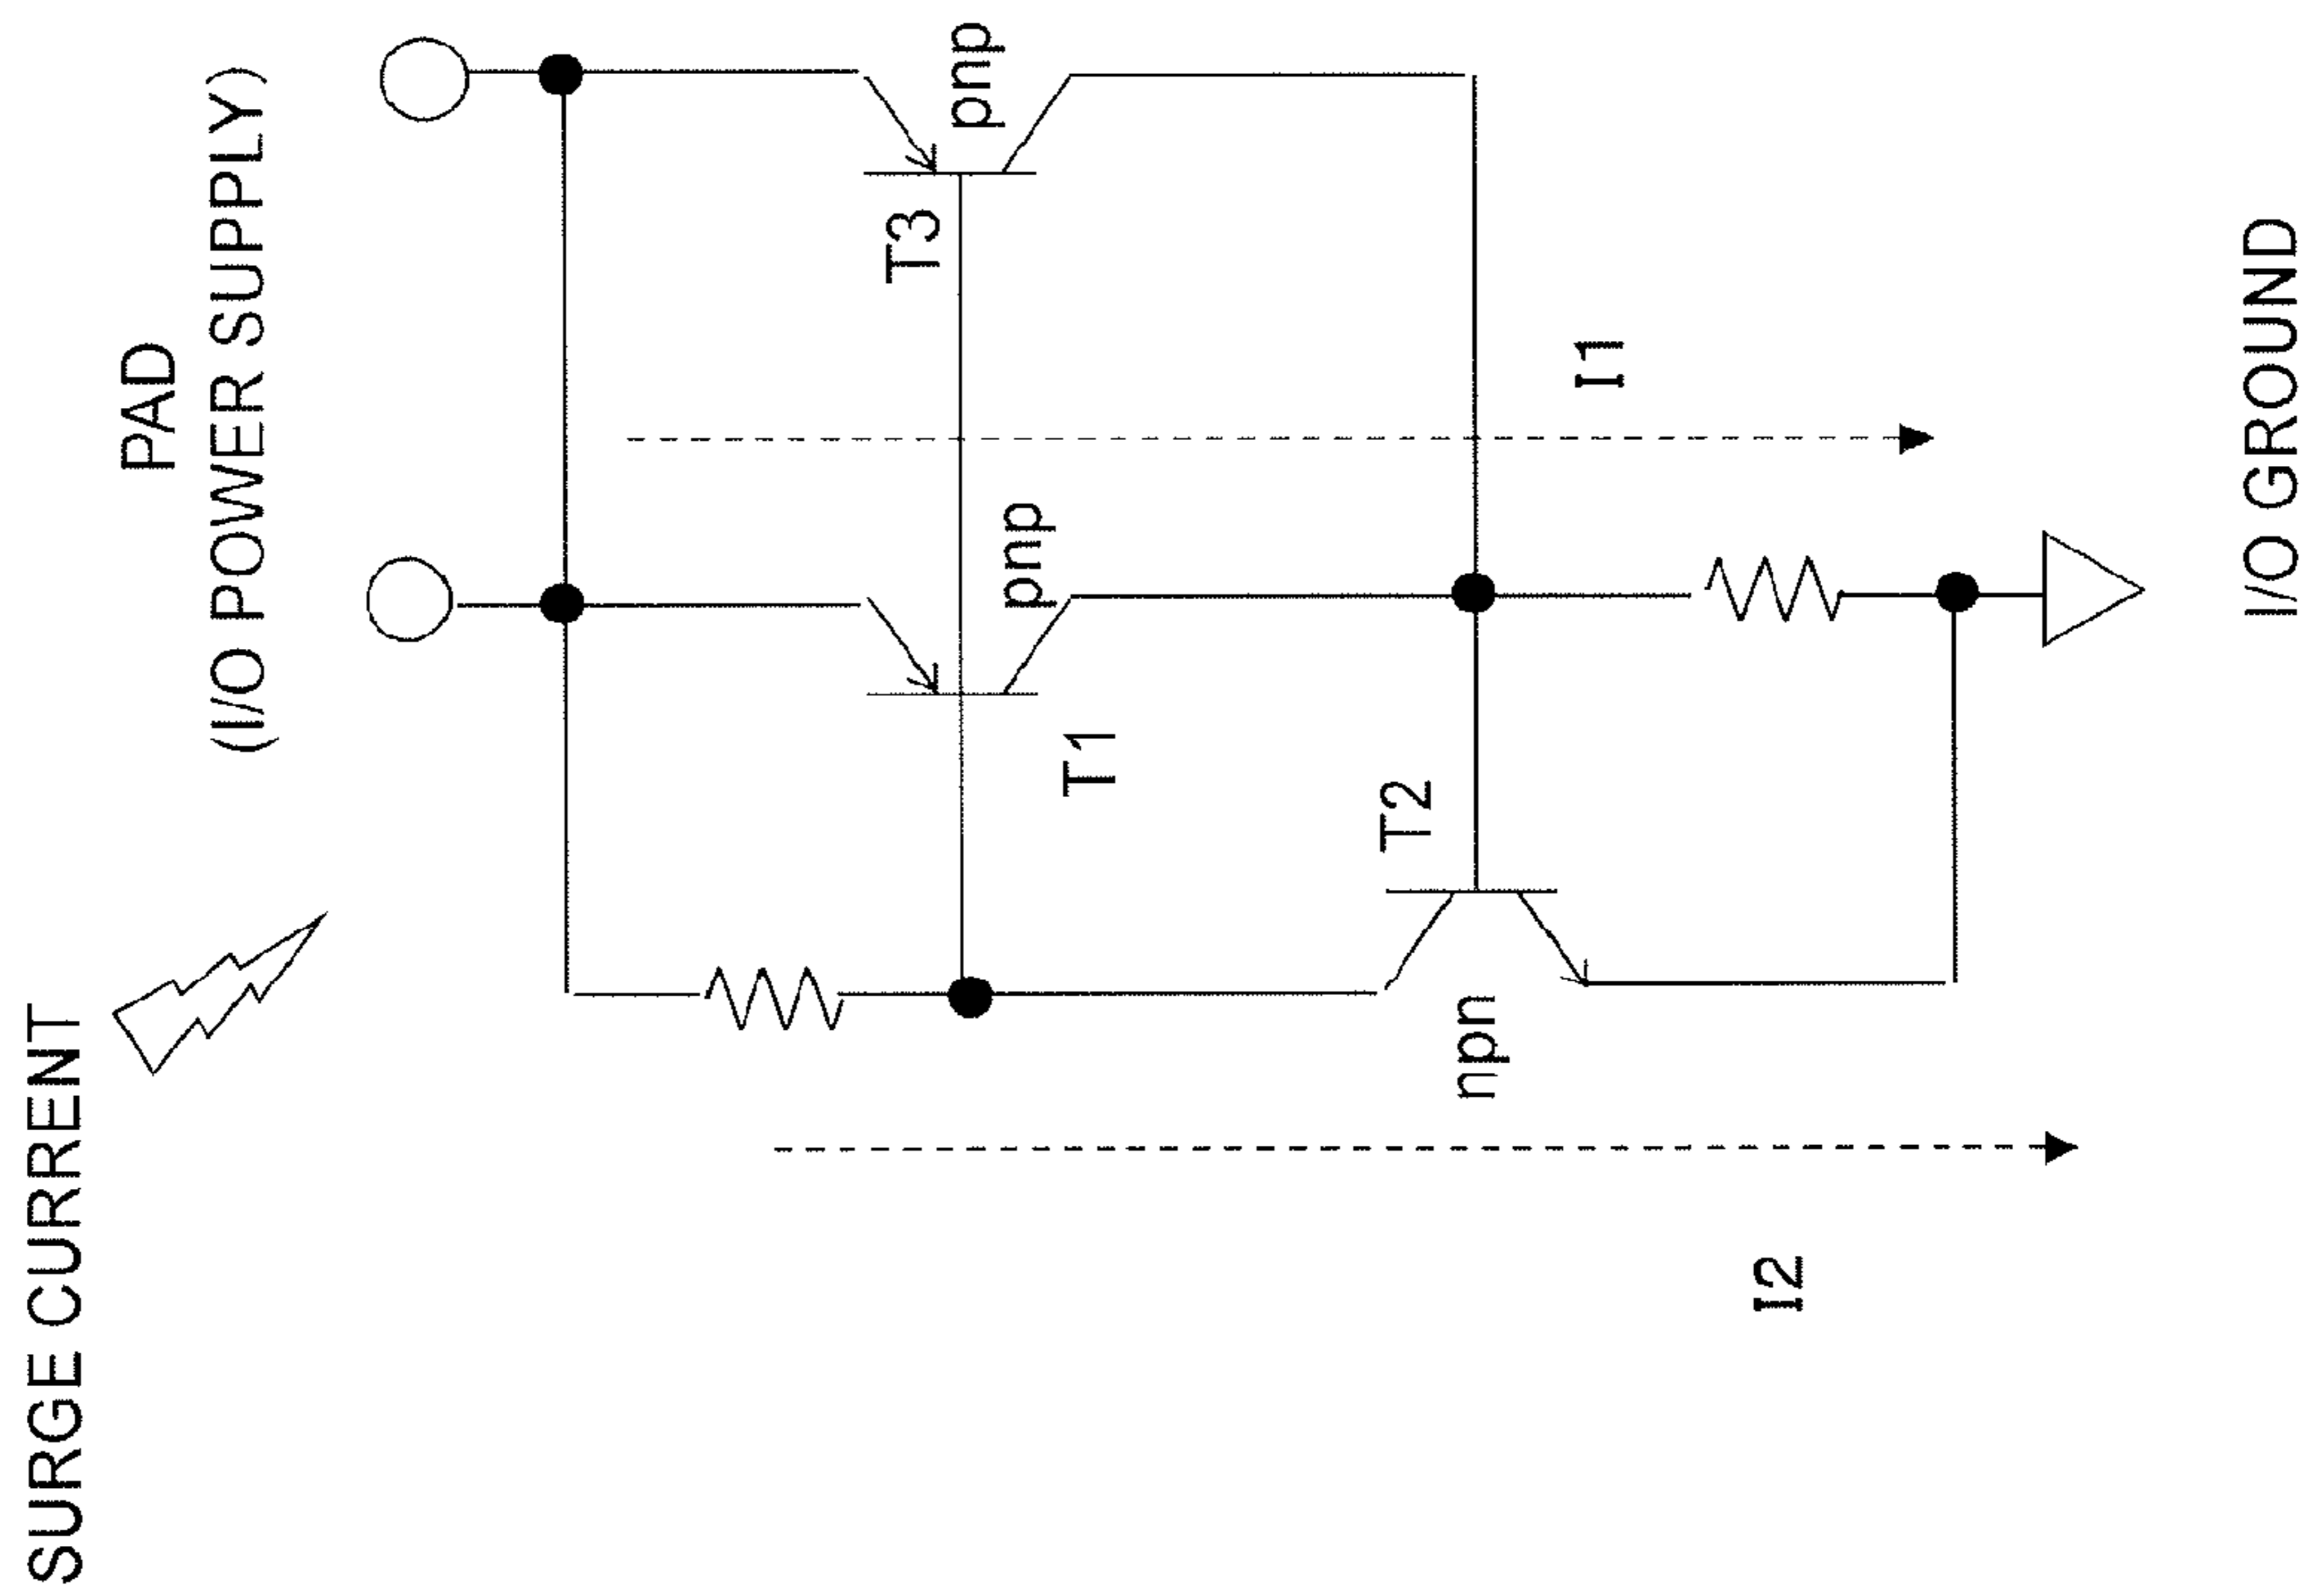 SURGE CURRENT
PAD
(I/O POWER SUPPLY)
T3
pnp
T1
pnp
T2
npn
I1
I2
I/O GROUND